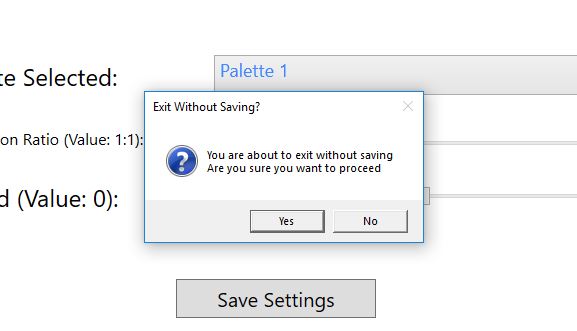 te Selected:
Palette 1
Exit Without Saving?
on Ratio (Value: 1:1):
You are about to exit without saving
Are you sure you want to proceed
d (Value: 0):
Yes
No
Save Settings